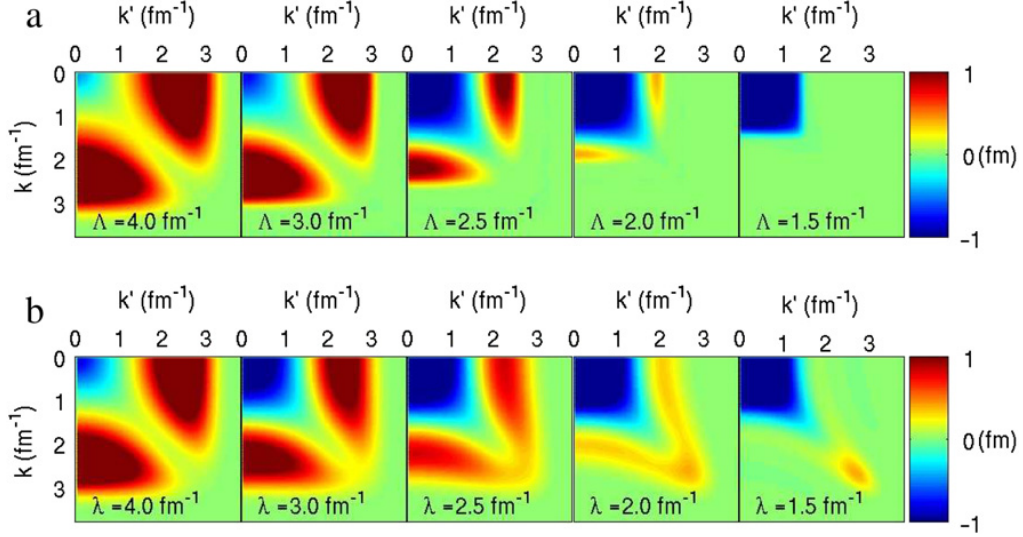 a
k' (fm⁻¹) k' (fm⁻¹) k' (fm⁻¹) k' (fm⁻¹) k' (fm⁻¹)
0 1 2 3 0 1 2 3 0 1 2 3 0 1 2 3 0 1 2 3
k (fm⁻¹)
0
1
2
3
Λ =4.0 fm⁻¹ Λ =3.0 fm⁻¹ Λ =2.5 fm⁻¹ Λ =2.0 fm⁻¹ Λ =1.5 fm⁻¹
1
0 (fm)
−1
b
k' (fm⁻¹) k' (fm⁻¹) k' (fm⁻¹) k' (fm⁻¹) k' (fm⁻¹)
0 1 2 3 0 1 2 3 0 1 2 3 0 1 2 3 0 1 2 3
k (fm⁻¹)
0
1
2
3
λ =4.0 fm⁻¹ λ =3.0 fm⁻¹ λ =2.5 fm⁻¹ λ =2.0 fm⁻¹ λ =1.5 fm⁻¹
1
0 (fm)
−1